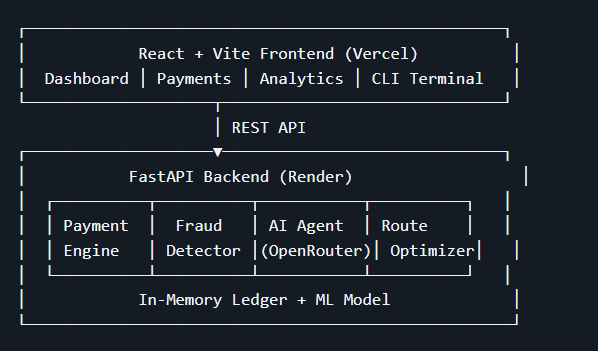 React + Vite Frontend (Vercel)
Dashboard | Payments | Analytics | CLI Terminal
REST API
FastAPI Backend (Render)
Payment | Fraud | AI Agent | Route
Engine | Detector |(OpenRouter)| Optimizer|
In-Memory Ledger + ML Model